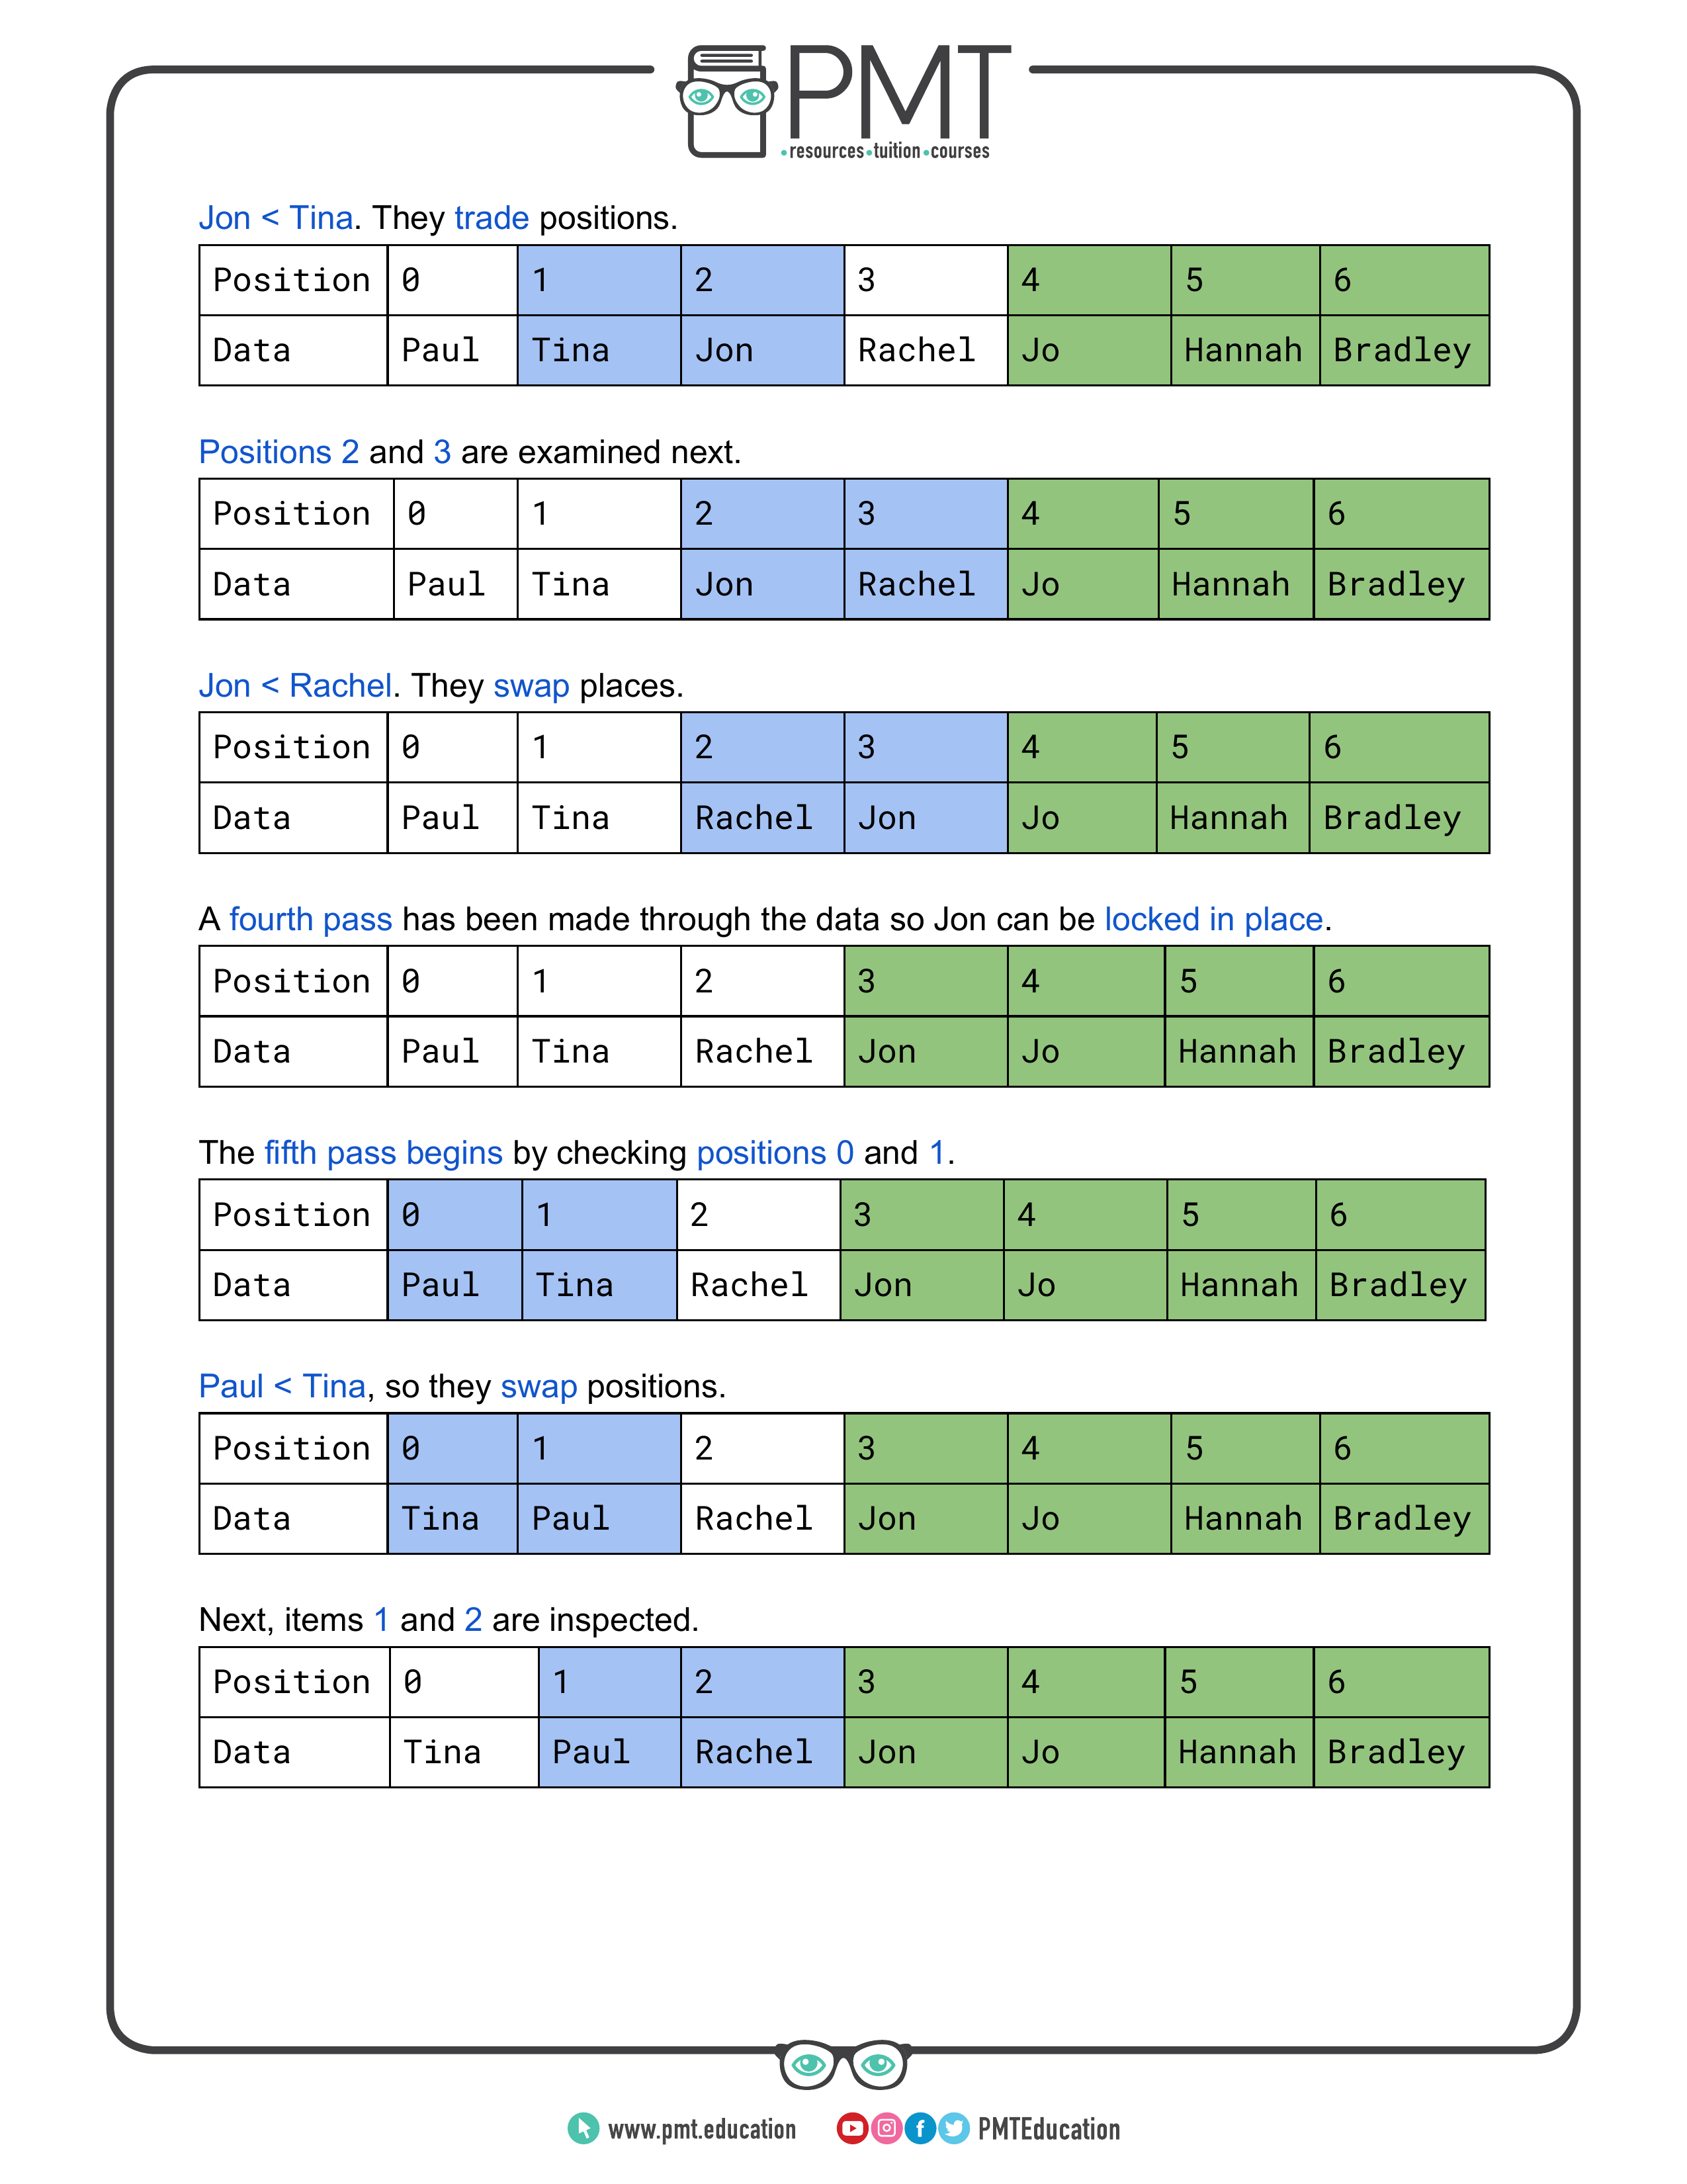 PMT
•resources•tuition•courses
Jon < Tina. They trade positions.
Position 0 1 2 3 4 5 6
Data Paul Tina Jon Rachel Jo Hannah Bradley
Positions 2 and 3 are examined next.
Position 0 1 2 3 4 5 6
Data Paul Tina Jon Rachel Jo Hannah Bradley
Jon < Rachel. They swap places.
Position 0 1 2 3 4 5 6
Data Paul Tina Rachel Jon Jo Hannah Bradley
A fourth pass has been made through the data so Jon can be locked in place.
Position 0 1 2 3 4 5 6
Data Paul Tina Rachel Jon Jo Hannah Bradley
The fifth pass begins by checking positions 0 and 1.
Position 0 1 2 3 4 5 6
Data Paul Tina Rachel Jon Jo Hannah Bradley
Paul < Tina, so they swap positions.
Position 0 1 2 3 4 5 6
Data Tina Paul Rachel Jon Jo Hannah Bradley
Next, items 1 and 2 are inspected.
Position 0 1 2 3 4 5 6
Data Tina Paul Rachel Jon Jo Hannah Bradley
www.pmt.education PMTEducation